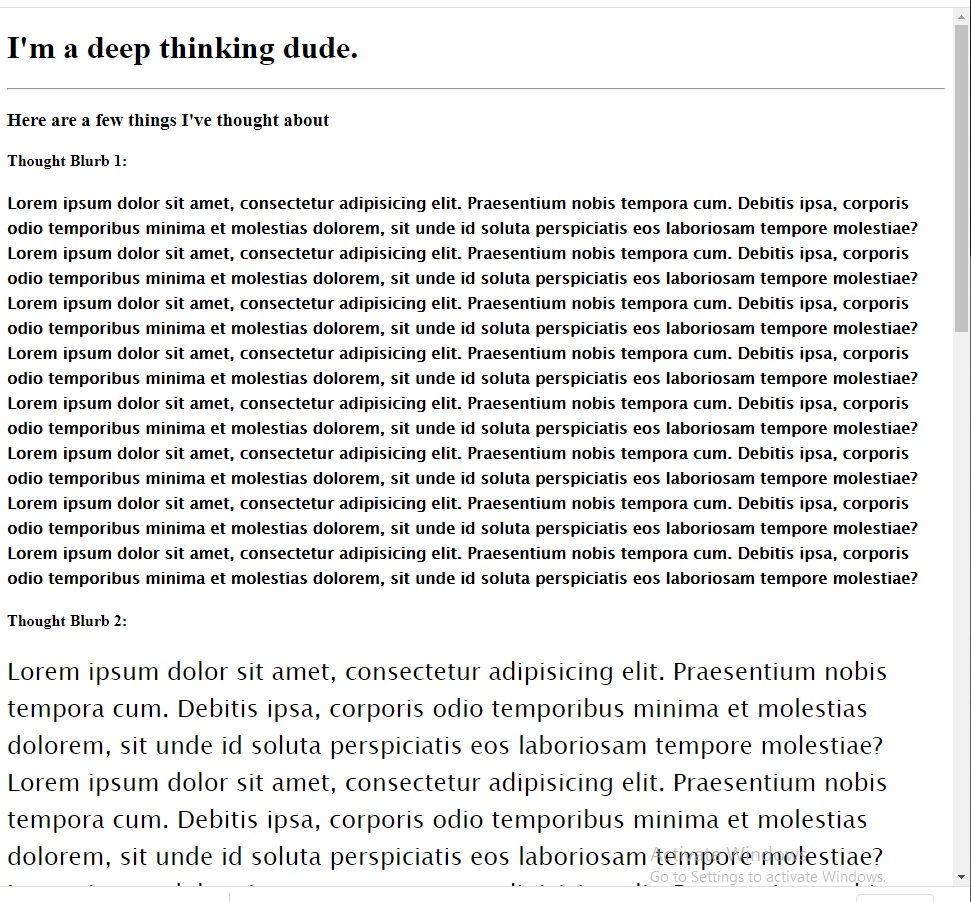 I'm a deep thinking dude.
Here are a few things I've thought about
Thought Blurb 1:
Lorem ipsum dolor sit amet, consectetur adipisicing elit. Praesentium nobis tempora cum. Debitis ipsa, corporis
odio temporibus minima et molestias dolorem, sit unde id soluta perspiciatis eos laboriosam tempore molestiae?
Lorem ipsum dolor sit amet, consectetur adipisicing elit. Praesentium nobis tempora cum. Debitis ipsa, corporis
odio temporibus minima et molestias dolorem, sit unde id soluta perspiciatis eos laboriosam tempore molestiae?
Lorem ipsum dolor sit amet, consectetur adipisicing elit. Praesentium nobis tempora cum. Debitis ipsa, corporis
odio temporibus minima et molestias dolorem, sit unde id soluta perspiciatis eos laboriosam tempore molestiae?
Lorem ipsum dolor sit amet, consectetur adipisicing elit. Praesentium nobis tempora cum. Debitis ipsa, corporis
odio temporibus minima et molestias dolorem, sit unde id soluta perspiciatis eos laboriosam tempore molestiae?
Lorem ipsum dolor sit amet, consectetur adipisicing elit. Praesentium nobis tempora cum. Debitis ipsa, corporis
odio temporibus minima et molestias dolorem, sit unde id soluta perspiciatis eos laboriosam tempore molestiae?
Lorem ipsum dolor sit amet, consectetur adipisicing elit. Praesentium nobis tempora cum. Debitis ipsa, corporis
odio temporibus minima et molestias dolorem, sit unde id soluta perspiciatis eos laboriosam tempore molestiae?
Lorem ipsum dolor sit amet, consectetur adipisicing elit. Praesentium nobis tempora cum. Debitis ipsa, corporis
odio temporibus minima et molestias dolorem, sit unde id soluta perspiciatis eos laboriosam tempore molestiae?
Lorem ipsum dolor sit amet, consectetur adipisicing elit. Praesentium nobis tempora cum. Debitis ipsa, corporis
odio temporibus minima et molestias dolorem, sit unde id soluta perspiciatis eos laboriosam tempore molestiae?
Thought Blurb 2:
Lorem ipsum dolor sit amet, consectetur adipisicing elit. Praesentium nobis
tempora cum. Debitis ipsa, corporis odio temporibus minima et molestias
dolorem, sit unde id soluta perspiciatis eos laboriosam tempore molestiae?
Lorem ipsum dolor sit amet, consectetur adipisicing elit. Praesentium nobis
tempora cum. Debitis ipsa, corporis odio temporibus minima et molestias
dolorem, sit unde id soluta perspiciatis eos laboriosam tempore molestiae?
Activate Windows
Go to Settings to activate Windows.